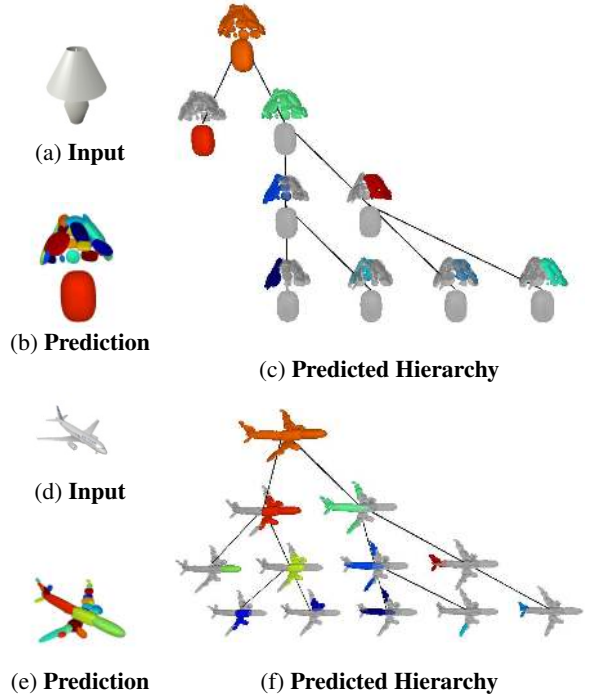 (a) Input
(b) Prediction
(c) Predicted Hierarchy
(d) Input
(e) Prediction
(f) Predicted Hierarchy